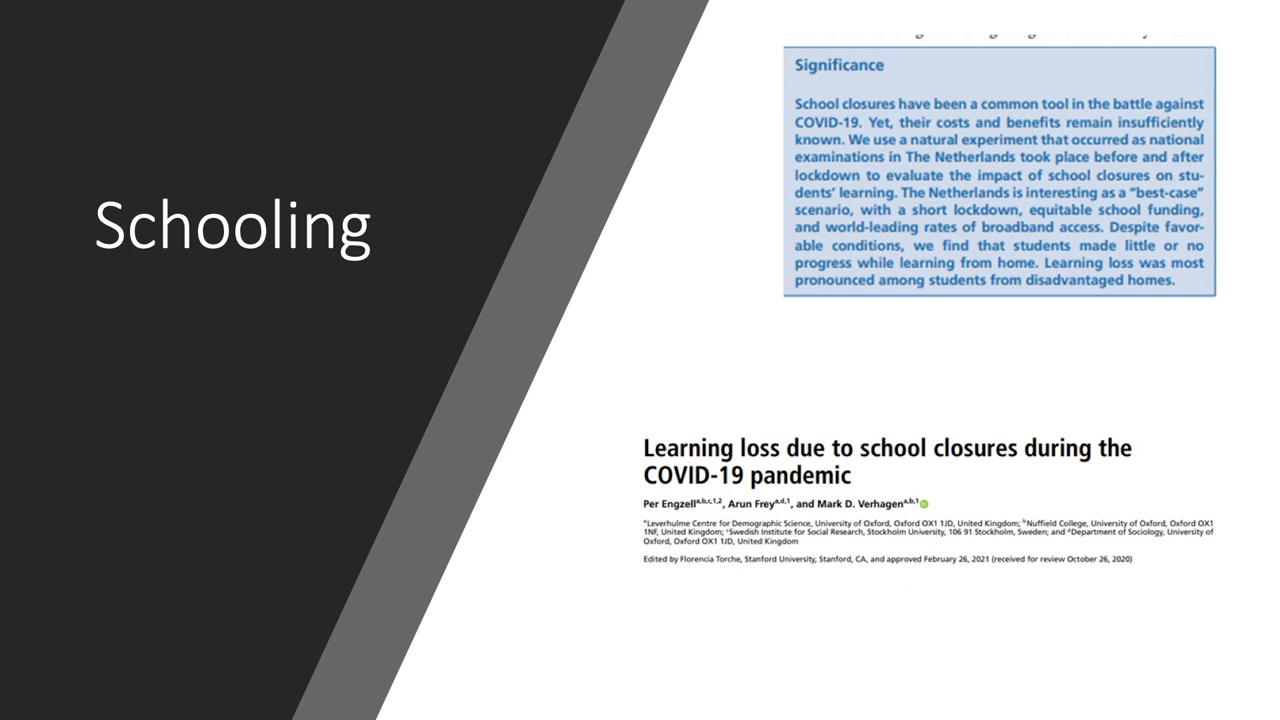 Schooling
Significance
School closures have been a common tool in the battle against
COVID-19. Yet, their costs and benefits remain insufficiently
known. We use a natural experiment that occurred as national
examinations in The Netherlands took place before and after
lockdown to evaluate the impact of school closures on stu-
dents’ learning. The Netherlands is interesting as a “best-case”
scenario, with a short lockdown, equitable school funding,
and world-leading rates of broadband access. Despite favor-
able conditions, we find that students made little or no
progress while learning from home. Learning loss was most
pronounced among students from disadvantaged homes.
Learning loss due to school closures during the
COVID-19 pandemic
Per Engzell a,b,c,1,2, Arun Frey a,d,1, and Mark D. Verhagen a,b,1
a Leverhulme Centre for Demographic Science, University of Oxford, Oxford OX1 1JD, United Kingdom; b Nuffield College, University of Oxford, Oxford OX1
1NF, United Kingdom; c Swedish Institute for Social Research, Stockholm University, 106 91 Stockholm, Sweden; and d Department of Sociology, University of
Oxford, Oxford OX1 1JD, United Kingdom
Edited by Florencia Torche, Stanford University, Stanford, CA, and approved February 26, 2021 (received for review October 26, 2020)